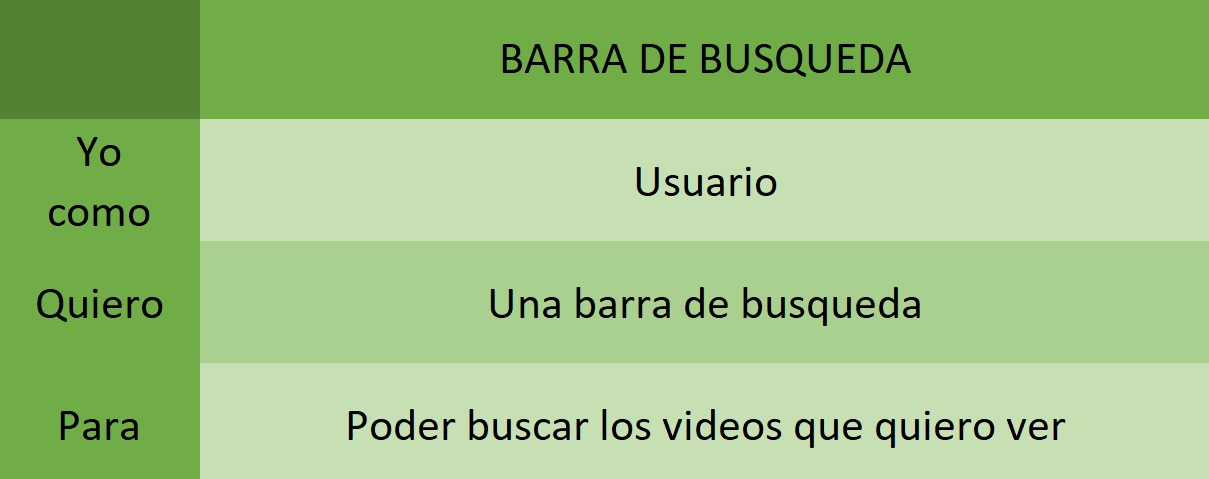 BARRA DE BUSQUEDA
Yo
como
Usuario
Quiero
Una barra de busqueda
Para
Poder buscar los videos que quiero ver